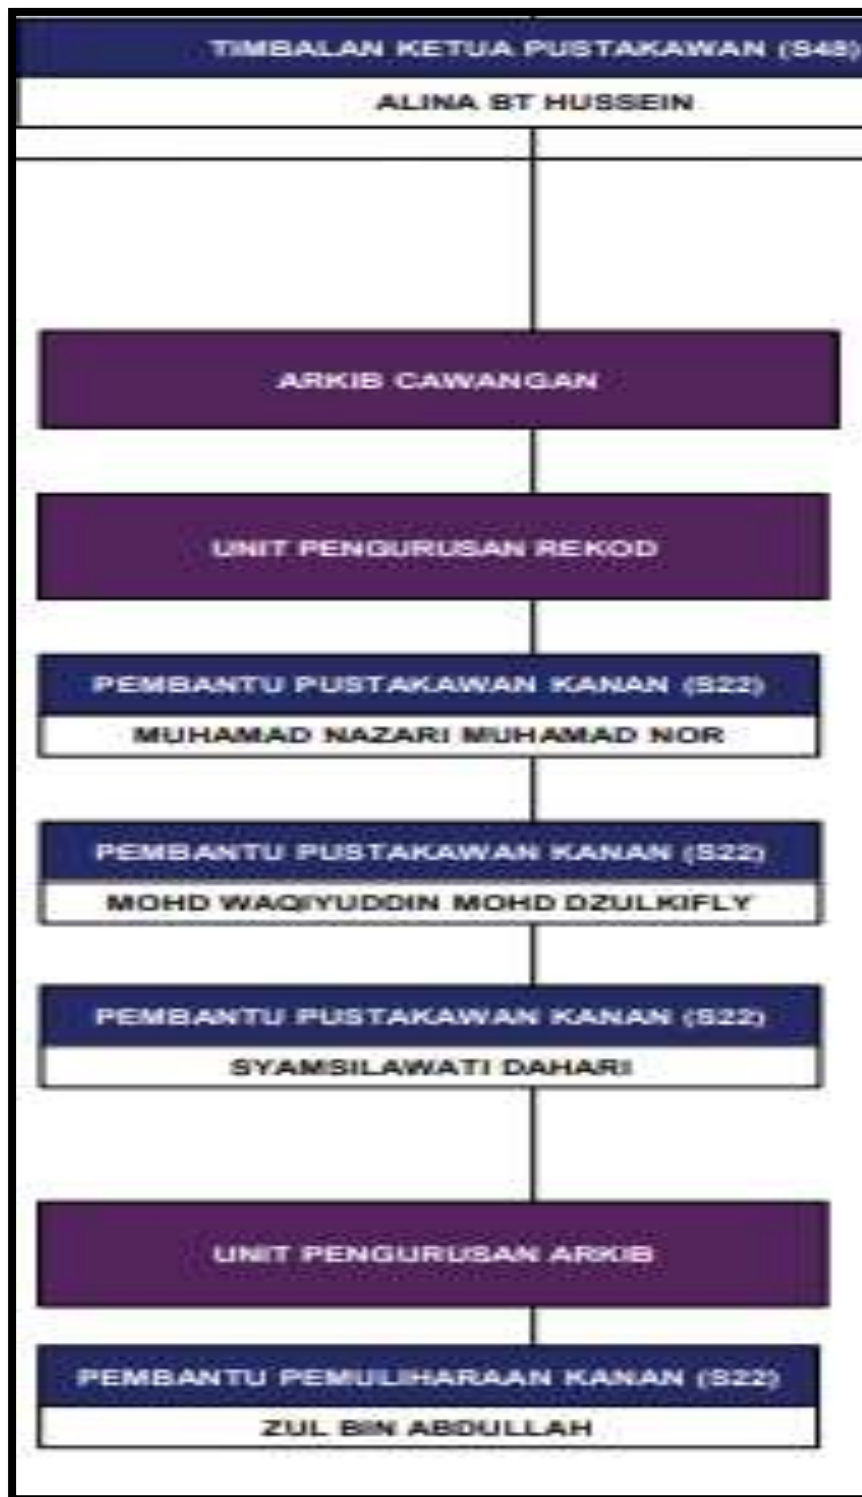 TIMBALAN KETUA PUSTAKAWAN (S48)
ALINA BT HUSSEIN
ARKIB CAWANGAN
UNIT PENGURUSAN REKOD
PEMBANTU PUSTAKAWAN KANAN (S22)
MUHAMAD NAZARI MUHAMAD NOR
PEMBANTU PUSTAKAWAN KANAN (S22)
MOHD WAQIYUDDIN MOHD DZULKIFLY
PEMBANTU PUSTAKAWAN KANAN (S22)
SYAMSILAWATI DAHARI
UNIT PENGURUSAN ARKIB
PEMBANTU PEMULIHARAAN KANAN (S22)
ZUL BIN ABDULLAH